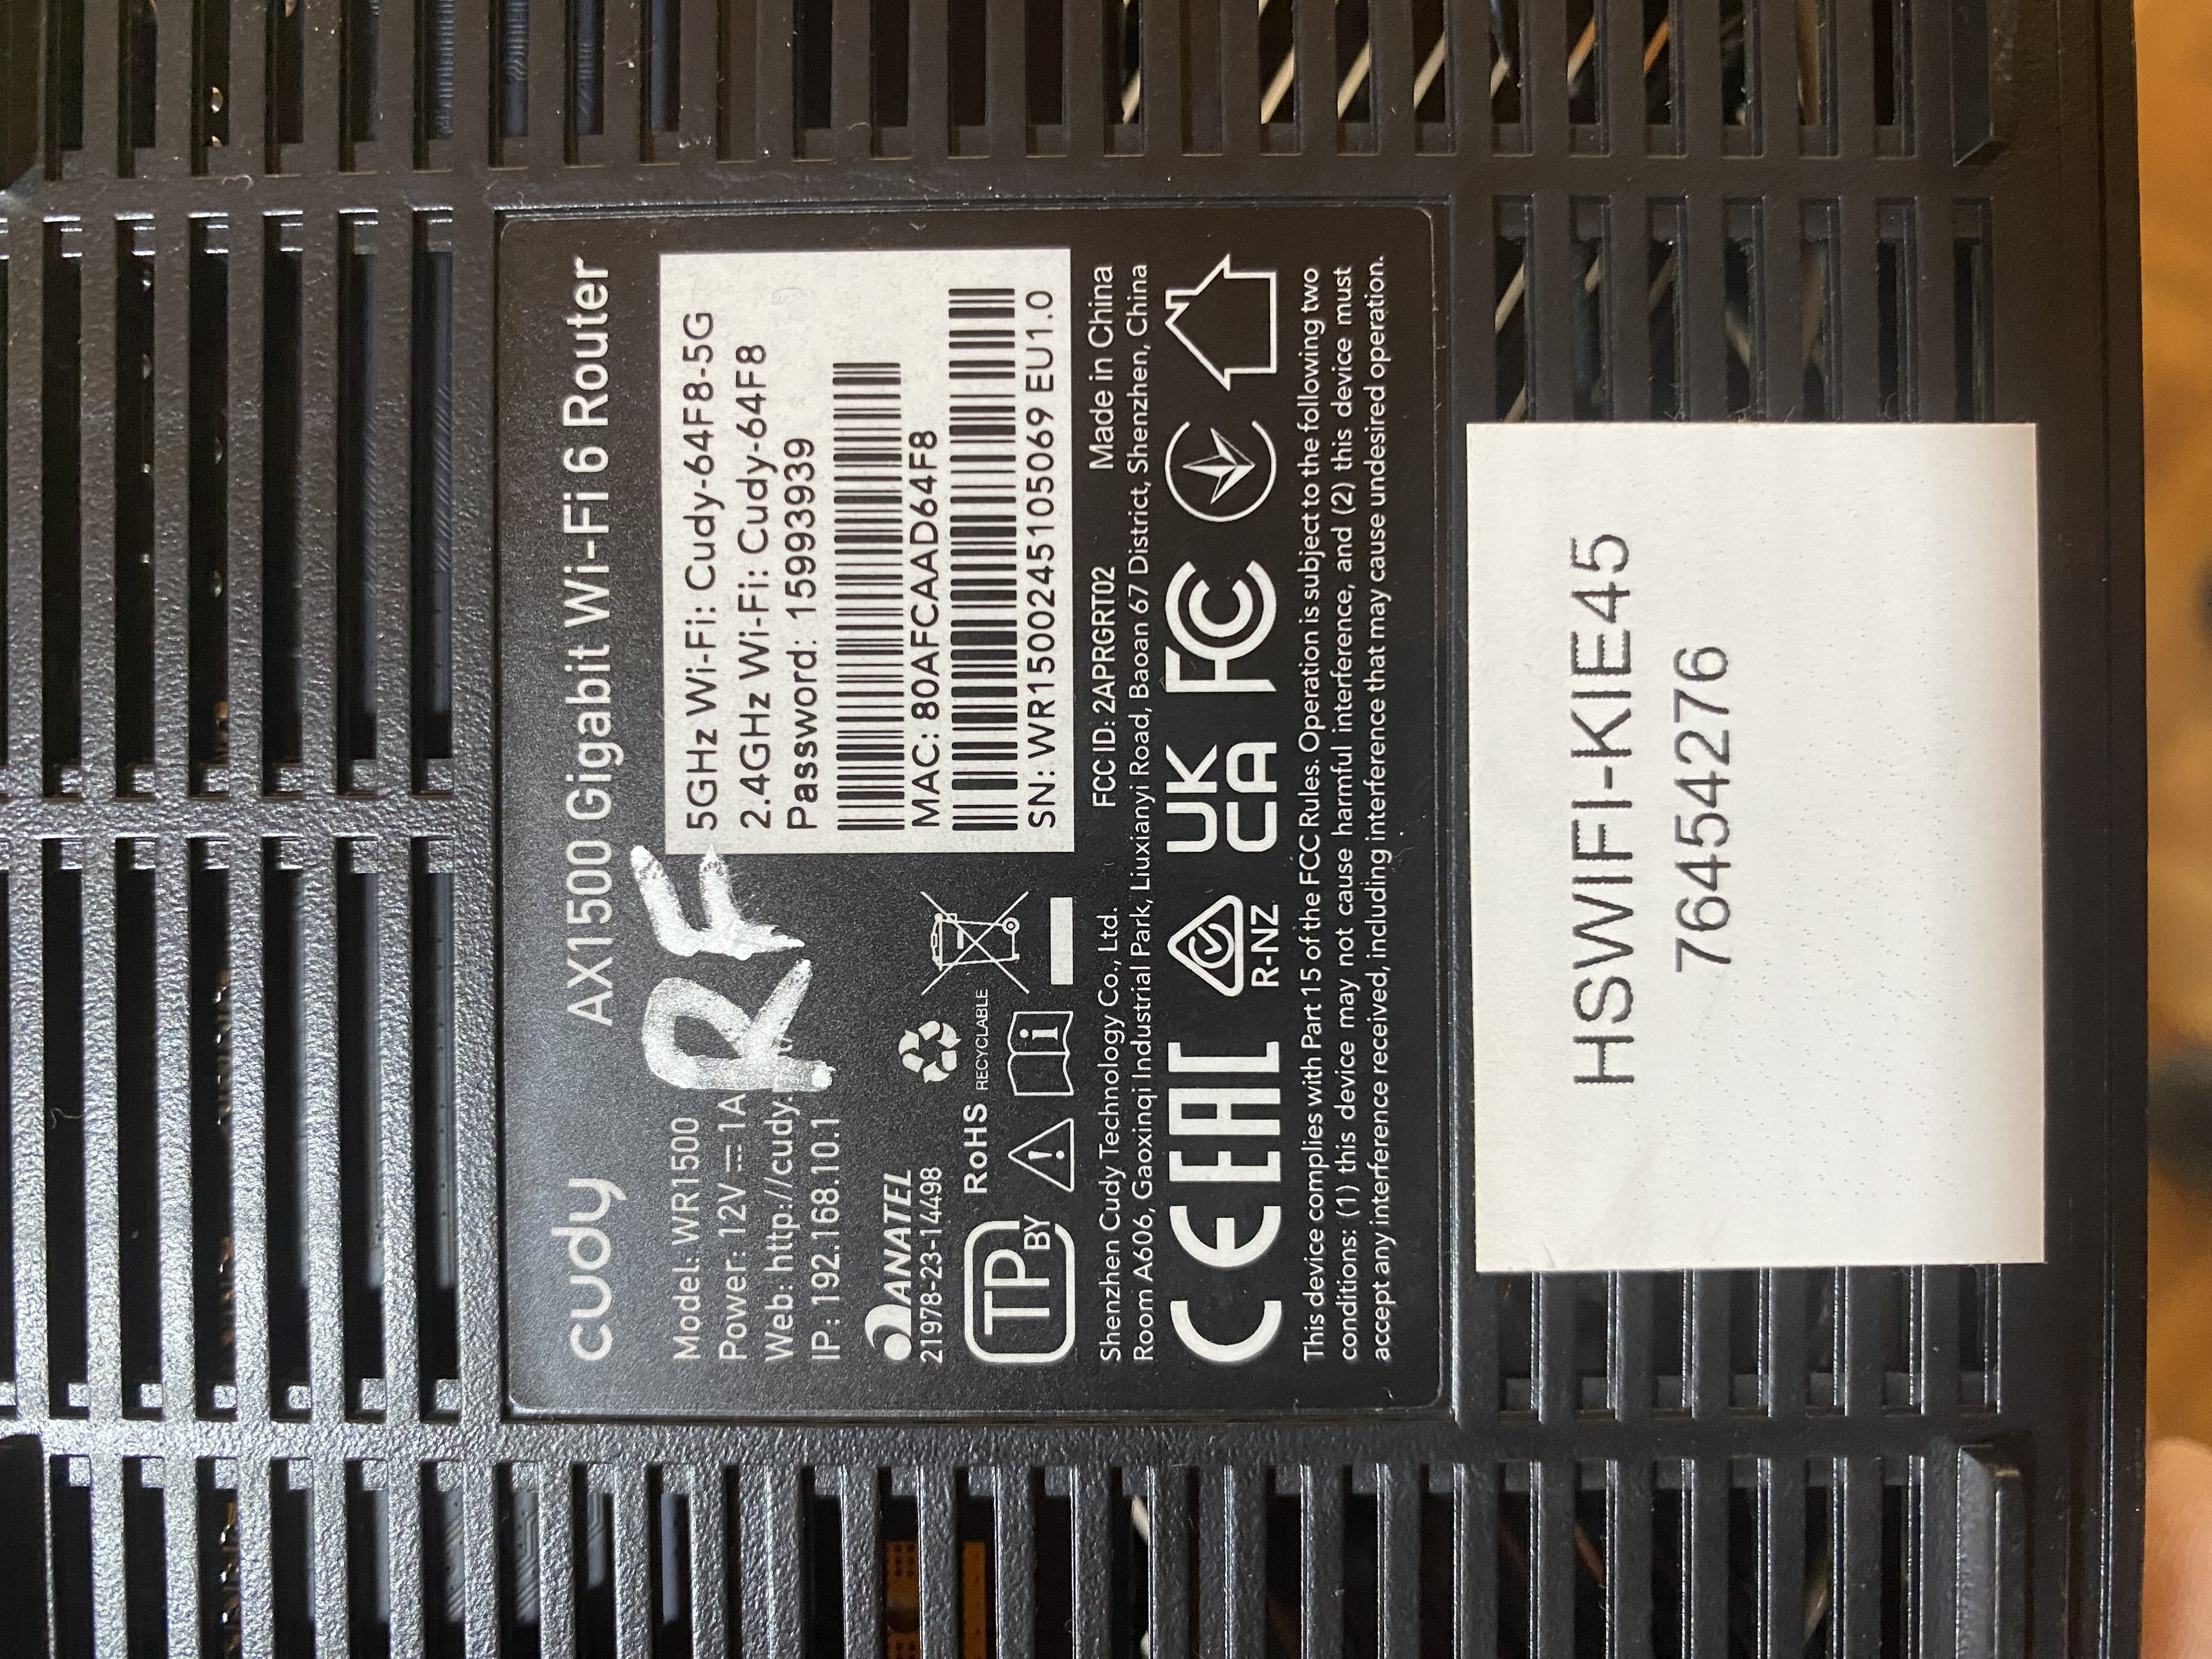 cudy
AX1500 Gigabit Wi-Fi 6 Router
Model: WR1500
Power: 12V ⎓ 1A
Web: http://cudy.
IP: 192.168.10.1
RF
5GHz Wi-Fi: Cudy-64F8-5G
2.4GHz Wi-Fi: Cudy-64F8
Password: 15993939
MAC: 80AFCAAD64F8
SN: WR1500245105069 EU1.0
ANATEL
21978-23-14498
RECYCLABLE
TP BY
RoHS
Shenzhen Cudy Technology Co., Ltd. FCC ID: 2APRGRT02 Made in China
Room A606, Gaoxinqi Industrial Park, Liuxianyi Road, Baoan 67 District, Shenzhen, China
CE EAC R-NZ UK CA FC
This device complies with Part 15 of the FCC Rules. Operation is subject to the following two
conditions: (1) this device may not cause harmful interference, and (2) this device must
accept any interference received, including interference that may cause undesired operation.
HSWIFI-KIE45
76454276